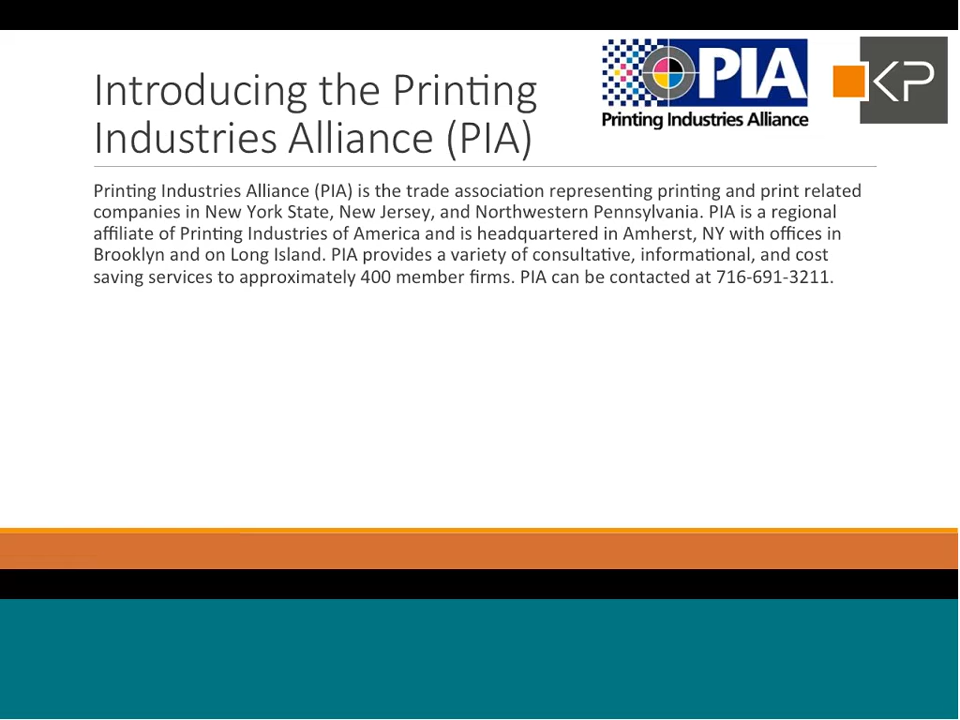 Introducing the Printing
Industries Alliance (PIA)
PIA
Printing Industries Alliance
KP
Printing Industries Alliance (PIA) is the trade association representing printing and print related
companies in New York State, New Jersey, and Northwestern Pennsylvania. PIA is a regional
affiliate of Printing Industries of America and is headquartered in Amherst, NY with offices in
Brooklyn and on Long Island. PIA provides a variety of consultative, informational, and cost
saving services to approximately 400 member firms. PIA can be contacted at 716-691-3211.